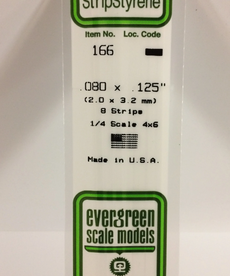 StripStyrene
Item No. Loc. Code
166
.080 x .125"
(2.0 x 3.2 mm)
8 Strips
1/4 Scale 4x6
Made in U.S.A.
evergreen
scale models